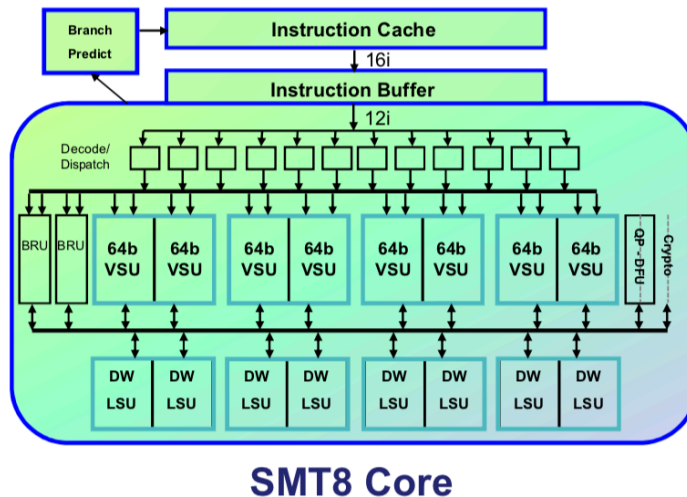 Branch
Predict
Instruction Cache
16i
Instruction Buffer
12i
Decode/
Dispatch
BRU BRU 64b 64b 64b 64b 64b 64b 64b 64b QP - DFU Crypto
VSU VSU VSU VSU VSU VSU VSU VSU
DW DW DW DW DW DW DW DW
LSU LSU LSU LSU LSU LSU LSU LSU
SMT8 Core